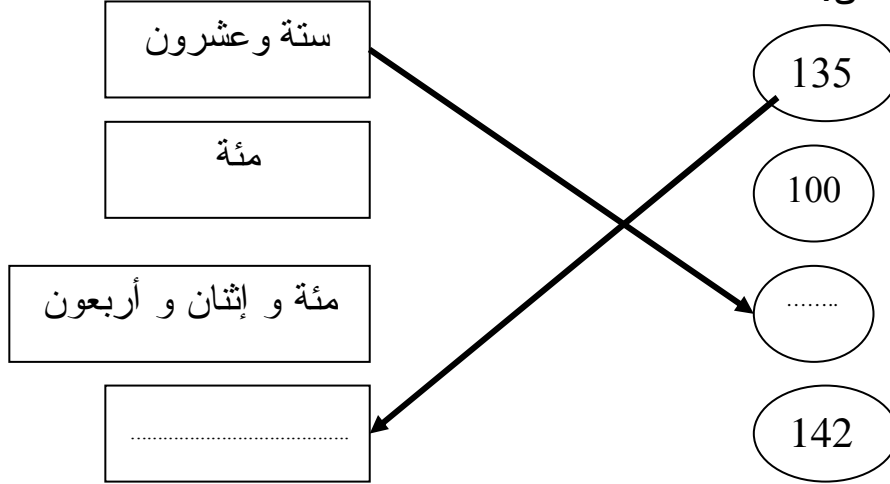 135
ستة وعشرون
100
مئة
........
مئة و إثنان و أربعون
142
........................................